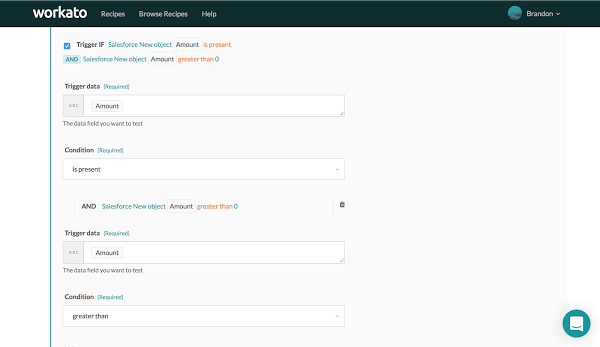 workato Recipes Browse Recipes Help Brandon
Trigger IF Salesforce New object Amount is present
AND Salesforce New object Amount greater than 0
Trigger data (Required)
ABC Amount
The data field you want to test
Condition (Required)
is present
AND Salesforce New object Amount greater than 0
Trigger data (Required)
ABC Amount
The data field you want to test
Condition (Required)
greater than